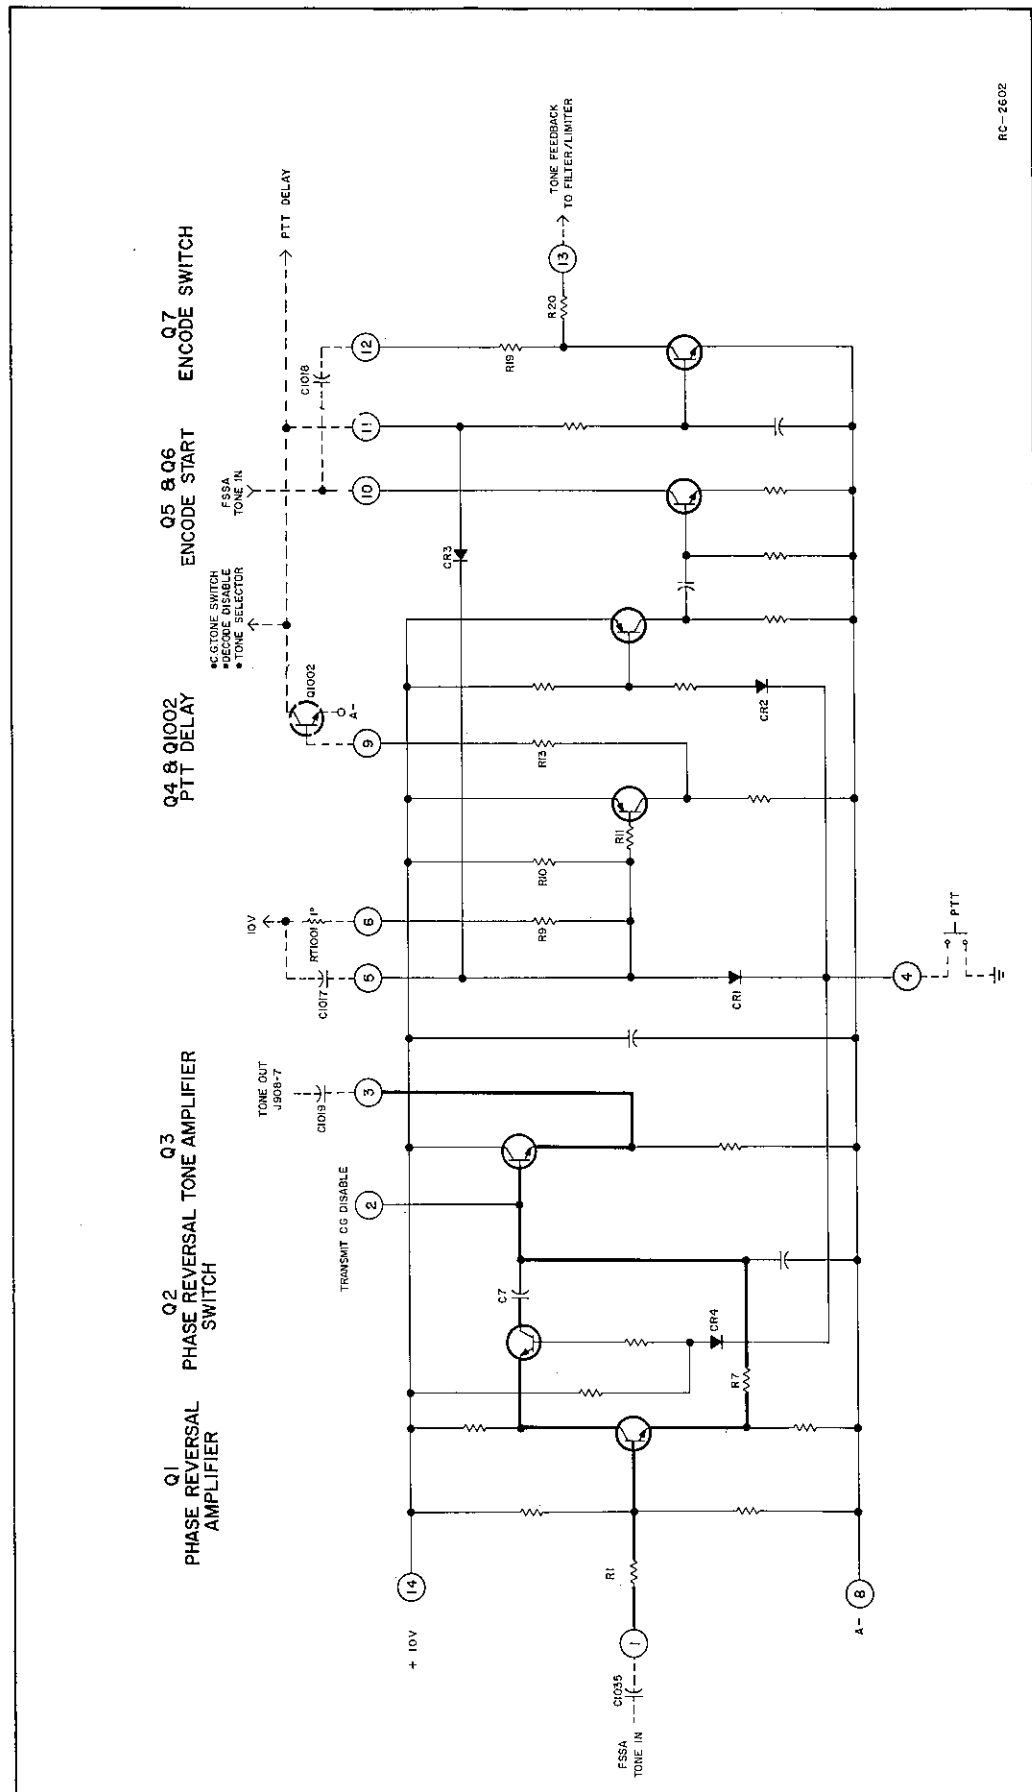 Q1
PHASE REVERSAL
AMPLIFIER
Q2
PHASE REVERSAL
SWITCH
Q3
TONE AMPLIFIER
Q4 & Q1002
PTT DELAY
Q5 & Q6
ENCODE START
Q7
ENCODE SWITCH
FSSA
TONE IN
C1035
1
R1
+ 10V
14
A-
8
R7
CR4
C7
TRANSMIT CG DISABLE
2
TONE OUT
J908-7
C1019
3
10V
C1017
RT1001
1°
5
6
R9
R10
R11
CR1
4
PTT
Q1002
A-
9
R13
•C.G TONE SWITCH
•DECODE DISABLE
•TONE SELECTOR
CR2
CR3
FSSA
TONE IN
10
11
C1018
12
PTT DELAY
R19
R20
13
TONE FEEDBACK
TO FILTER/LIMITER
RC-2602